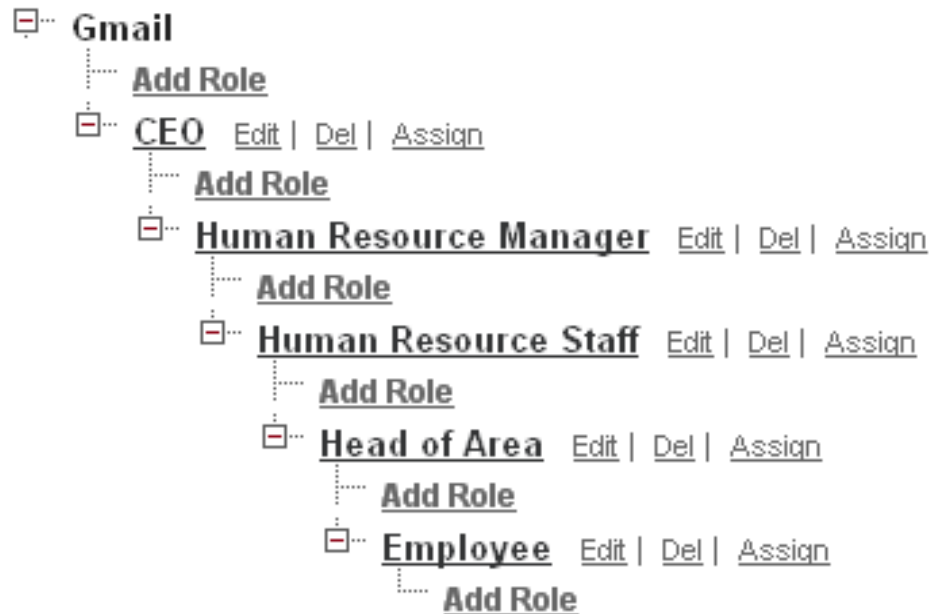 Gmail
Add Role
CEO Edit | Del | Assign
Add Role
Human Resource Manager Edit | Del | Assign
Add Role
Human Resource Staff Edit | Del | Assign
Add Role
Head of Area Edit | Del | Assign
Add Role
Employee Edit | Del | Assign
Add Role